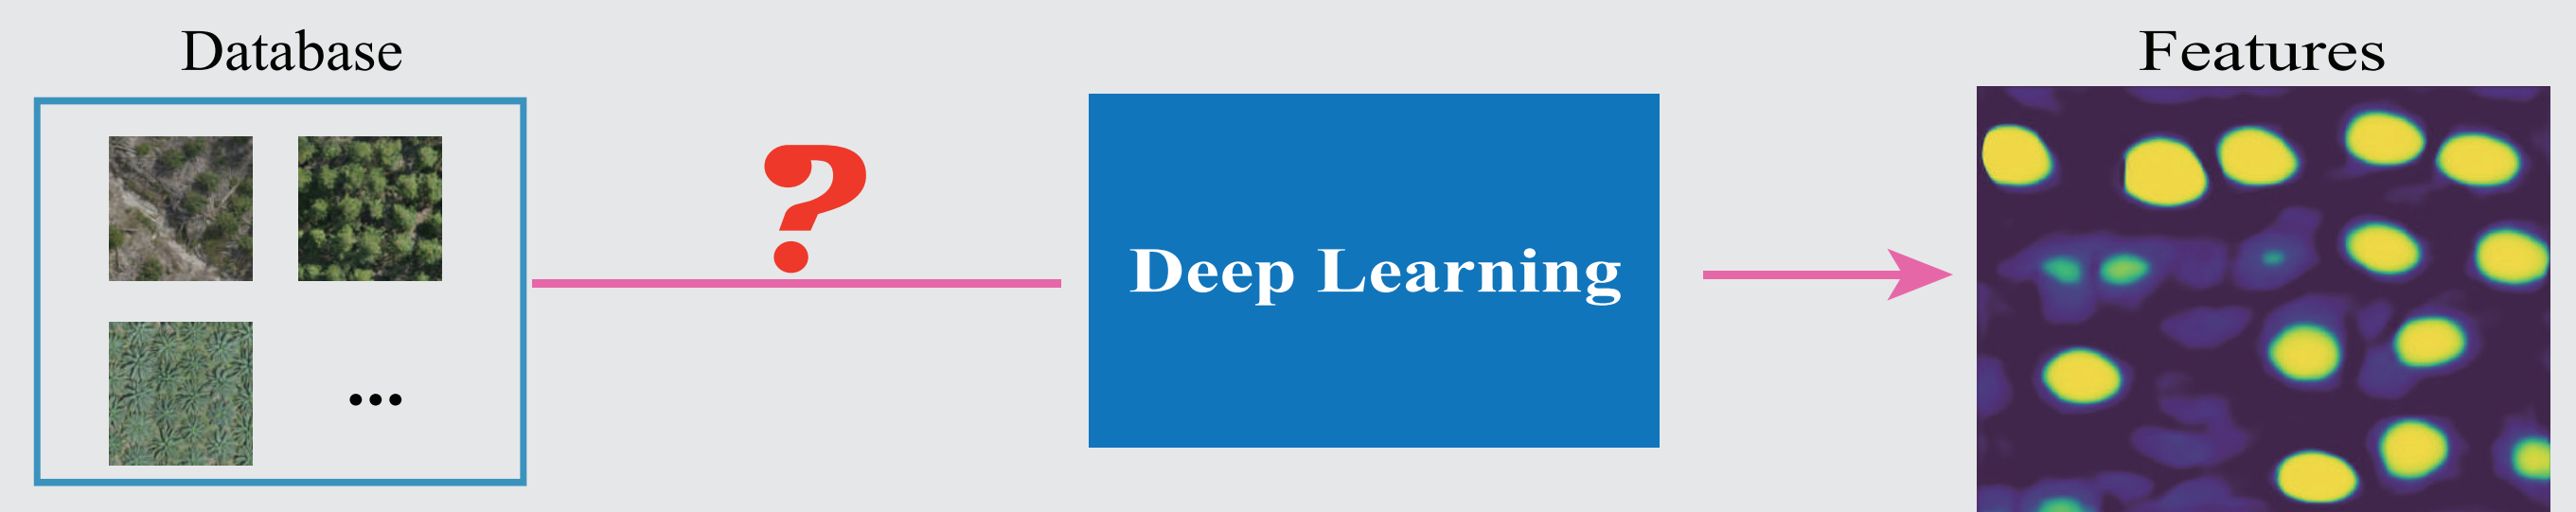 Database
Features
?
Deep Learning
...